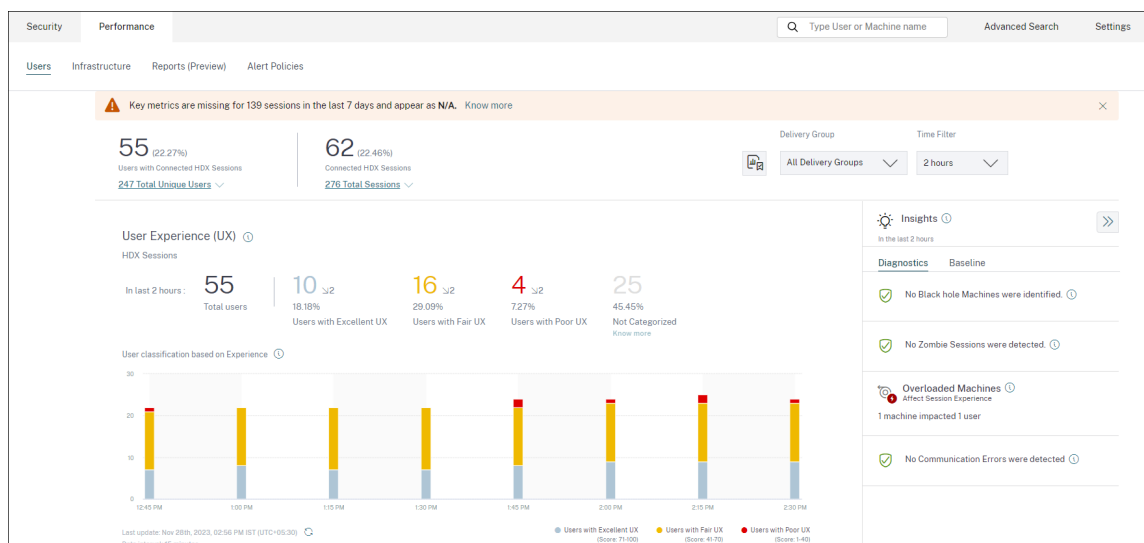 Security
Performance
Type User or Machine name
Advanced Search
Settings
Users
Infrastructure
Reports (Preview)
Alert Policies
Key metrics are missing for 139 sessions in the last 7 days and appear as N/A. Know more
55 (22.27%)
Users with Connected HDX Sessions
247 Total Unique Users
62 (22.46%)
Connected HDX Sessions
276 Total Sessions
Delivery Group
All Delivery Groups
Time Filter
2 hours
User Experience (UX)
HDX Sessions
In last 2 hours :
55
Total users
10 2
18.18%
Users with Excellent UX
16 2
29.09%
Users with Fair UX
4 2
7.27%
Users with Poor UX
25
45.45%
Not Categorized
Know more
User classification based on Experience
30
20
10
0
12:45 PM
1:00 PM
1:15 PM
1:30 PM
1:45 PM
2:00 PM
2:15 PM
2:30 PM
Last update: Nov 28th, 2023, 02:56 PM IST (UTC+05:30)
Users with Excellent UX
(Score: 71-100)
Users with Fair UX
(Score: 41-70)
Users with Poor UX
(Score: 1-40)
Insights
In the last 2 hours
Diagnostics
Baseline
No Black hole Machines were identified.
No Zombie Sessions were detected.
Overloaded Machines
Affect Session Experience
1 machine impacted 1 user
No Communication Errors were detected